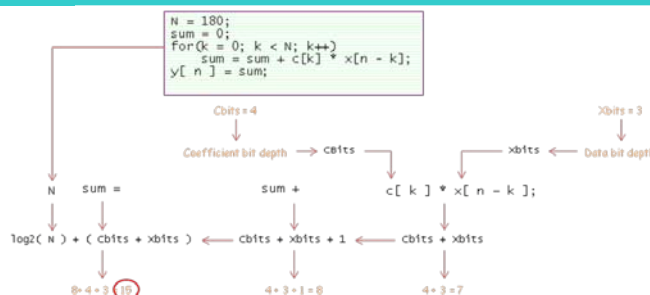 N = 180;
sum = 0;
for(k = 0; k < N; k++)
sum = sum + c[k] * x[n - k];
y[ n ] = sum;
Cbits = 4
Xbits = 3
Coefficient bit depth
CBits
Xbits
Data bit depth
N
sum =
sum +
c[ k ] * x[ n - k ];
log2( N ) + ( Cbits + Xbits )
Cbits + Xbits + 1
Cbits + Xbits
8+ 4 + 3 15
4 + 3 + 1 = 8
4 + 3 = 7